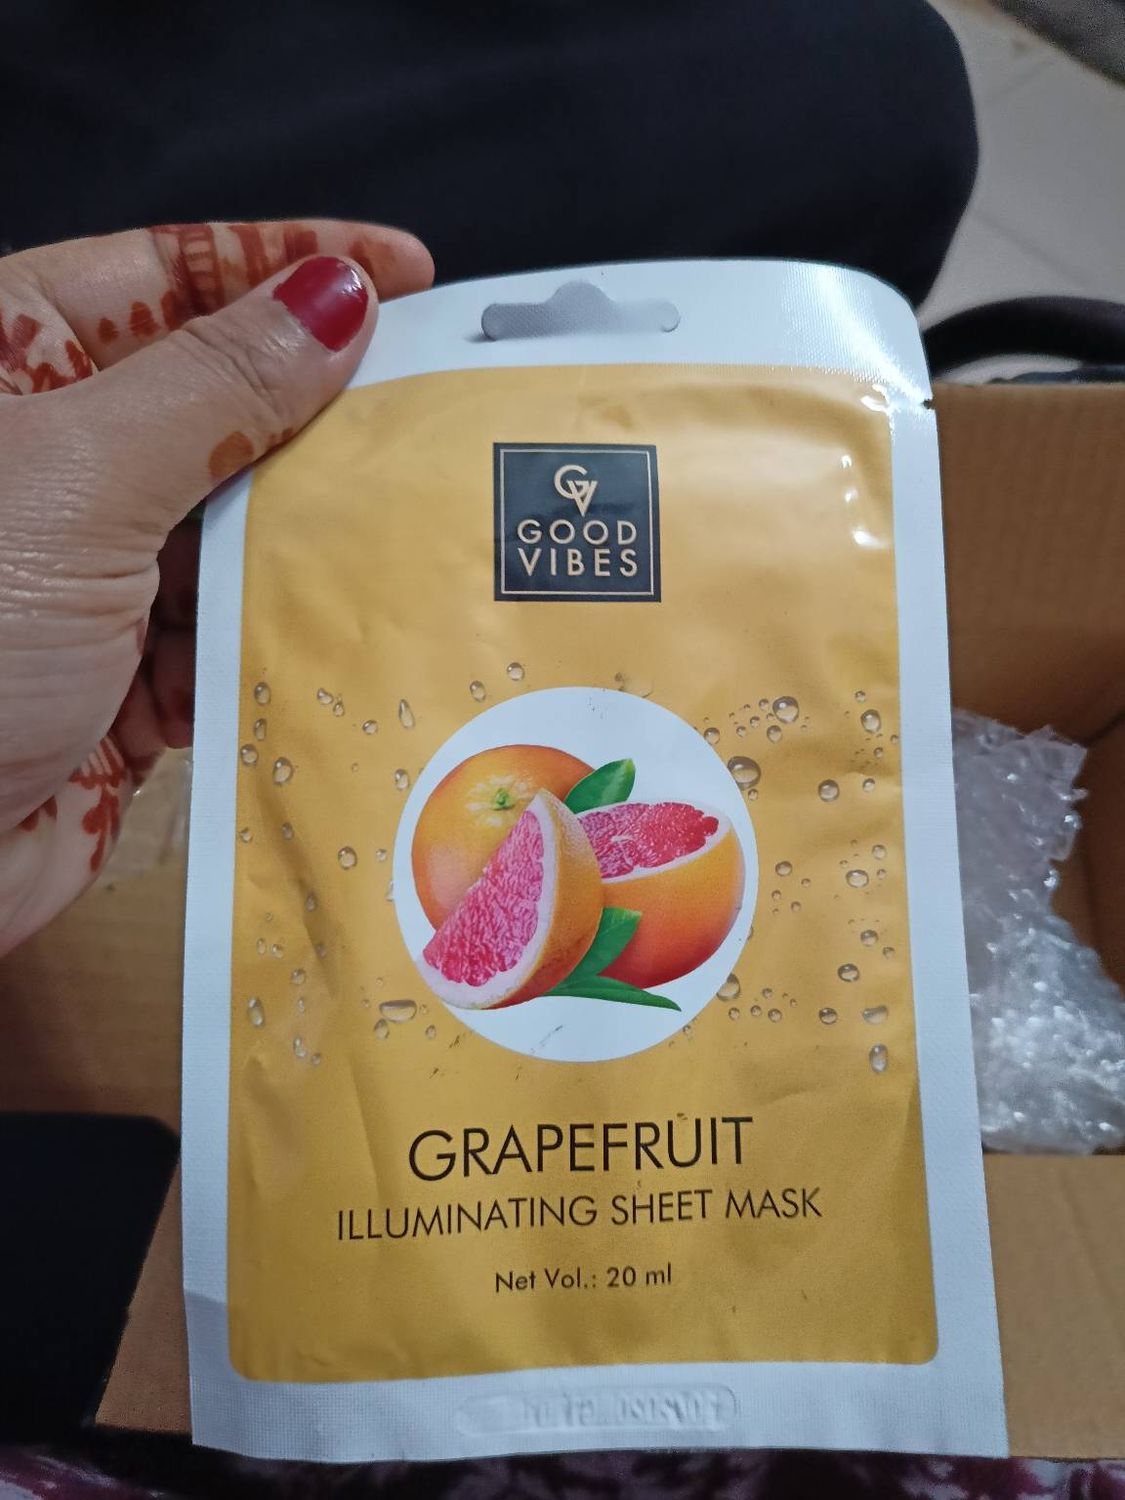 GV
GOOD
VIBES
GRAPEFRUIT
ILLUMINATING SHEET MASK
Net Vol.: 20 ml